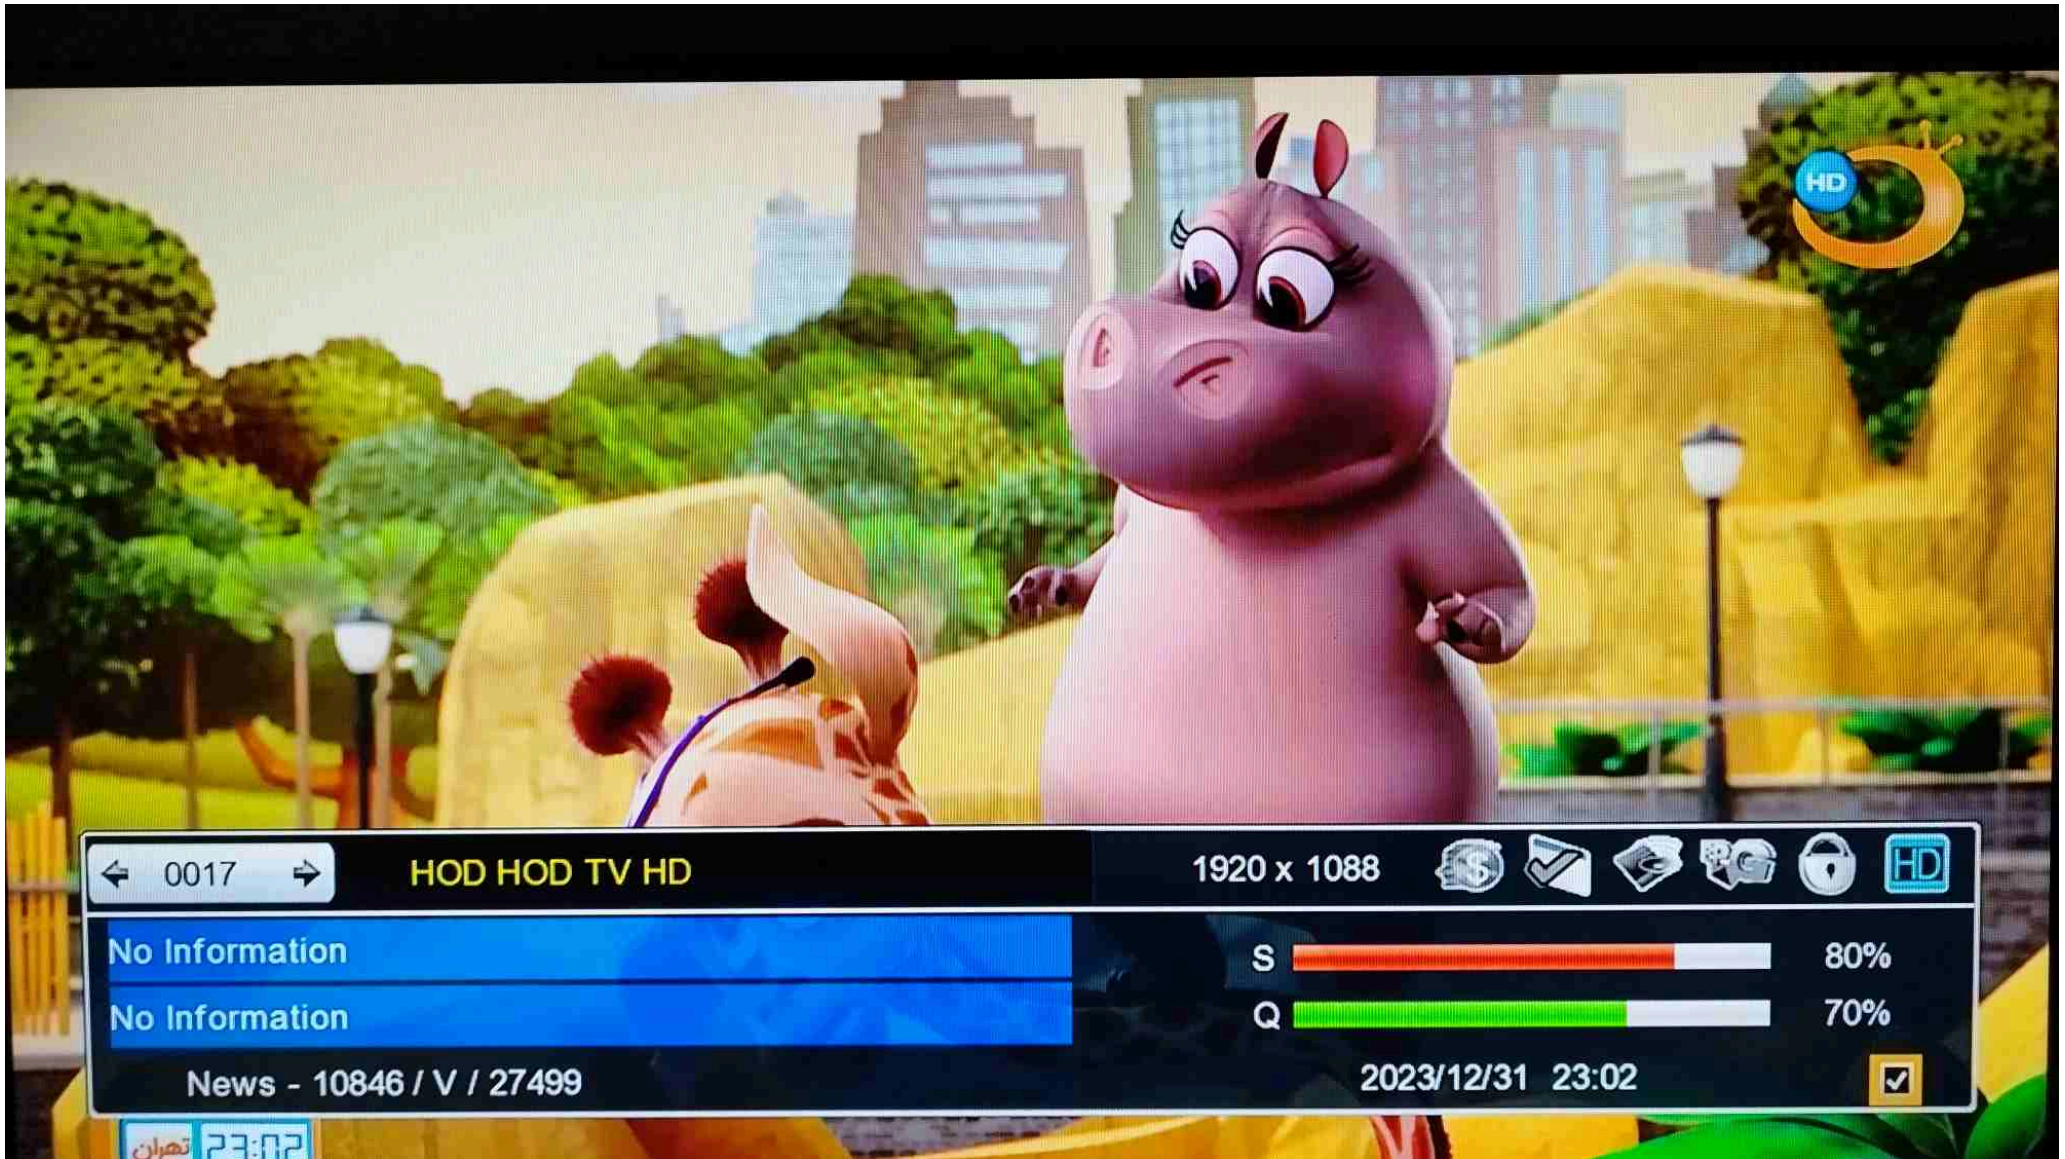 HD
0017 HOD HOD TV HD 1920 x 1088 $ G HD
No Information S 80%
No Information Q 70%
News - 10846 / V / 27499 2023/12/31 23:02
تهران 23:02